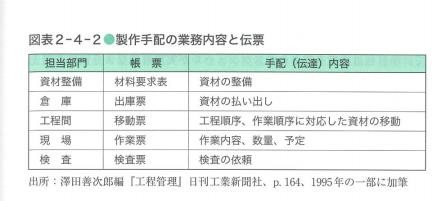 図表2-4-2●製作手配の業務内容と伝票
担当部門 帳　票 手配（伝達）内容
資材整備 材料要求表 資材の整備
倉　庫 出庫票 資材の払い出し
工程間 移動票 工程順序、作業順序に対応した資材の移動
現　場 作業票 作業内容、数量、予定
検　査 検査票 検査の依頼
出所：澤田善次郎編『工程管理』日刊工業新聞社、p. 164、1995年の一部に加筆